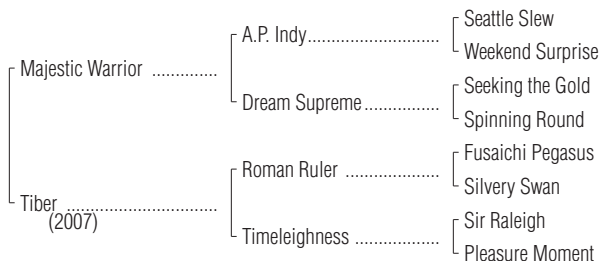 Seattle Slew
A.P. Indy
Weekend Surprise
Majestic Warrior
Seeking the Gold
Dream Supreme
Spinning Round
Fusaichi Pegasus
Roman Ruler
Silvery Swan
Tiber
(2007)
Sir Raleigh
Timeleighness
Pleasure Moment